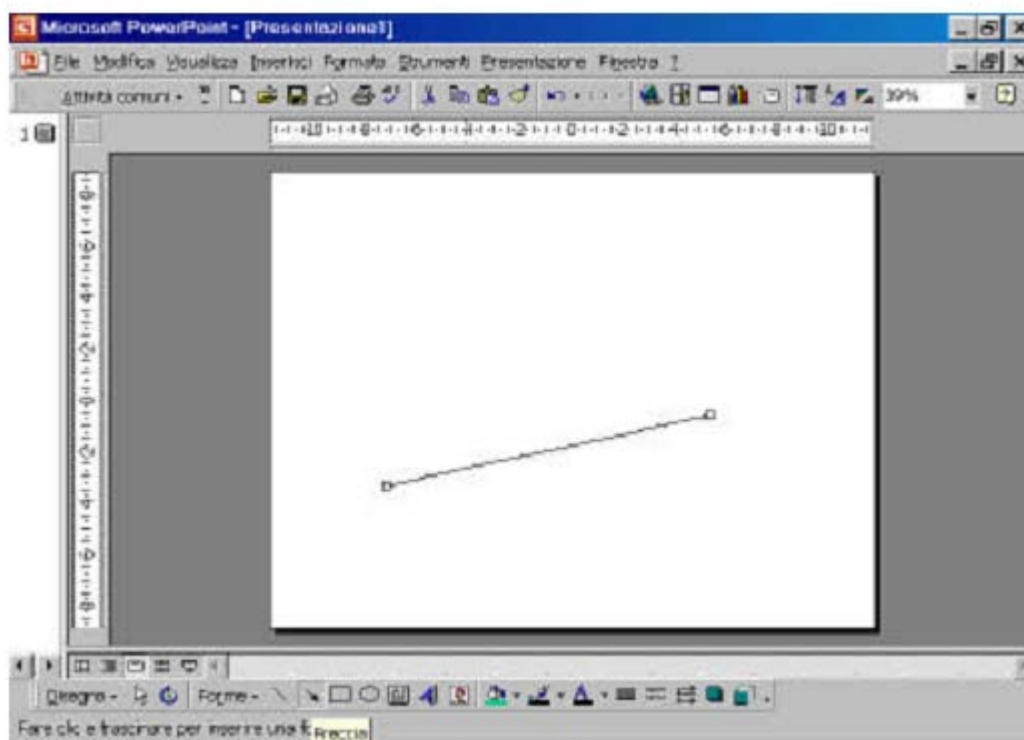 Microsoft PowerPoint - [Presentazione1]
File Modifica Visualizza Inserisci Formato Strumenti Presentazione Finestra ?
Attività comuni 39%
1
Disegno Forme
Fare clic e trascinare per inserire una Freccia